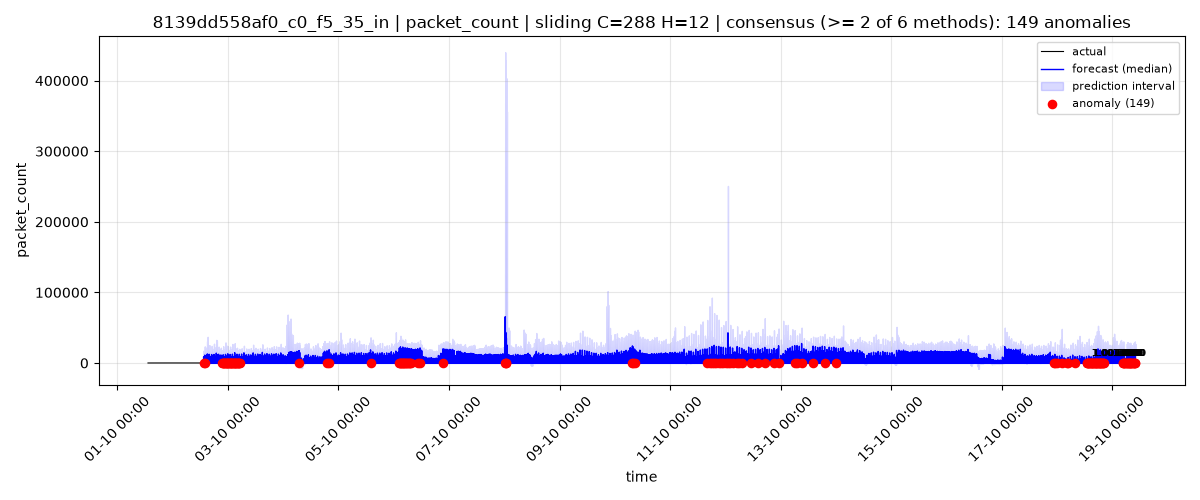 8139dd558af0_c0_f5_35_in | packet_count | sliding C=288 H=12 | consensus (>= 2 of 6 methods): 149 anomalies
actual
forecast (median)
prediction interval
anomaly (149)
packet_count
400000
300000
200000
100000
0
01-10 00:00
03-10 00:00
05-10 00:00
07-10 00:00
09-10 00:00
11-10 00:00
13-10 00:00
15-10 00:00
17-10 00:00
19-10 00:00
time